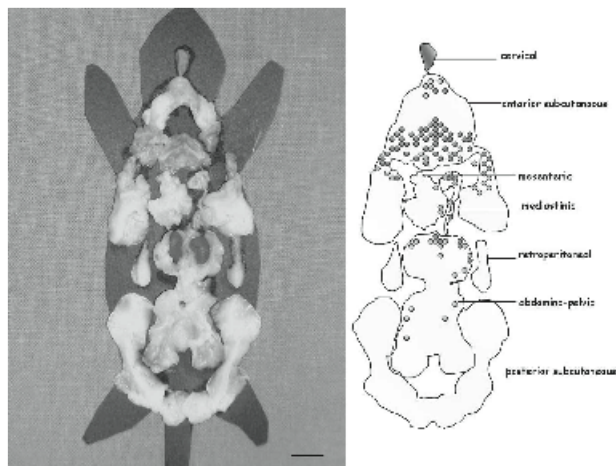 cervical
anterior subcutaneous
mesenteric
mediastinic
retroperitoneal
abdomino-pelvic
posterior subcutaneous